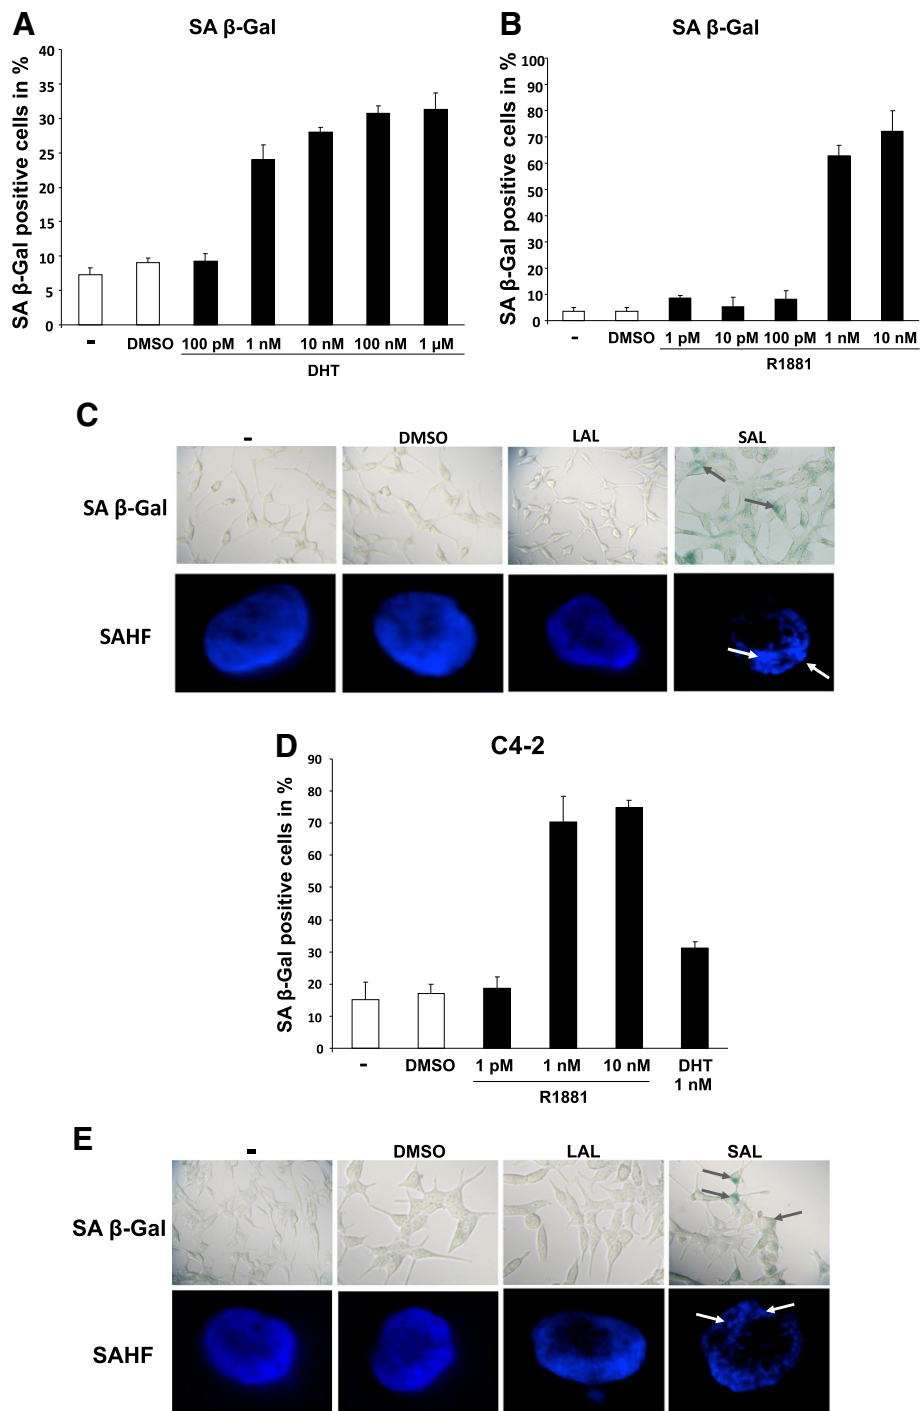 A
SA β-Gal
SA β-Gal positive cells in %
40
35
30
25
20
15
10
5
0
-
DMSO
100 pM
1 nM
10 nM
100 nM
1 μM
DHT
B
SA β-Gal
SA β-Gal positive cells in %
100
90
80
70
60
50
40
30
20
10
0
-
DMSO
1 pM
10 pM
100 pM
1 nM
10 nM
R1881
C
- DMSO LAL SAL
SA β-Gal
SAHF
D
C4-2
SA β-Gal positive cells in %
90
80
70
60
50
40
30
20
10
0
-
DMSO
1 pM
1 nM
10 nM
DHT
1 nM
R1881
E
- DMSO LAL SAL
SA β-Gal
SAHF